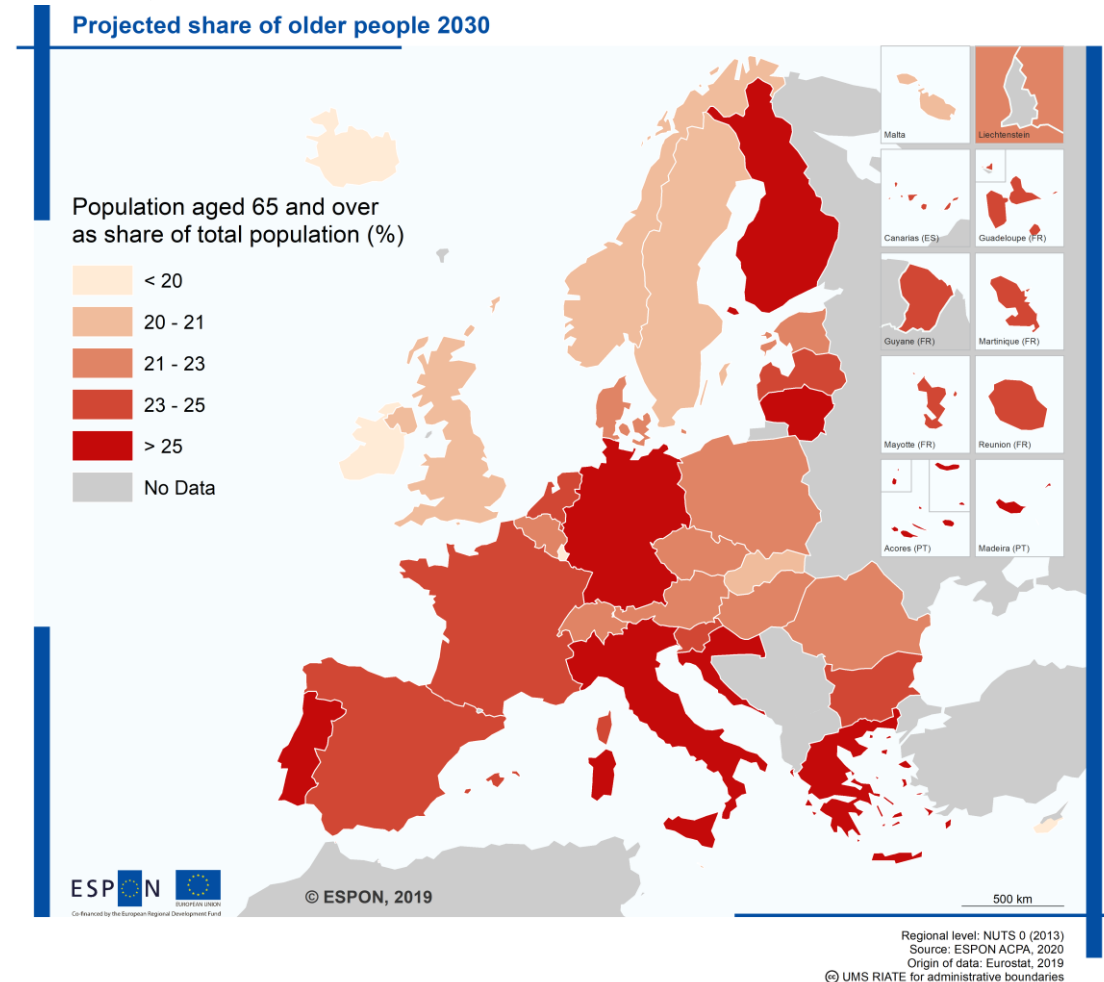 Projected share of older people 2030
Population aged 65 and over
as share of total population (%)
< 20
20 - 21
21 - 23
23 - 25
> 25
No Data
Malta
Liechtenstein
Canarias (ES)
Guadeloupe (FR)
Guyane (FR)
Martinique (FR)
Mayotte (FR)
Reunion (FR)
Acores (PT)
Madeira (PT)
ESPON
EUROPEAN UNION
Co-financed by the European Regional Development Fund
© ESPON, 2019
500 km
Regional level: NUTS 0 (2013)
Source: ESPON ACPA, 2020
Origin of data: Eurostat, 2019
🅭 UMS RIATE for administrative boundaries